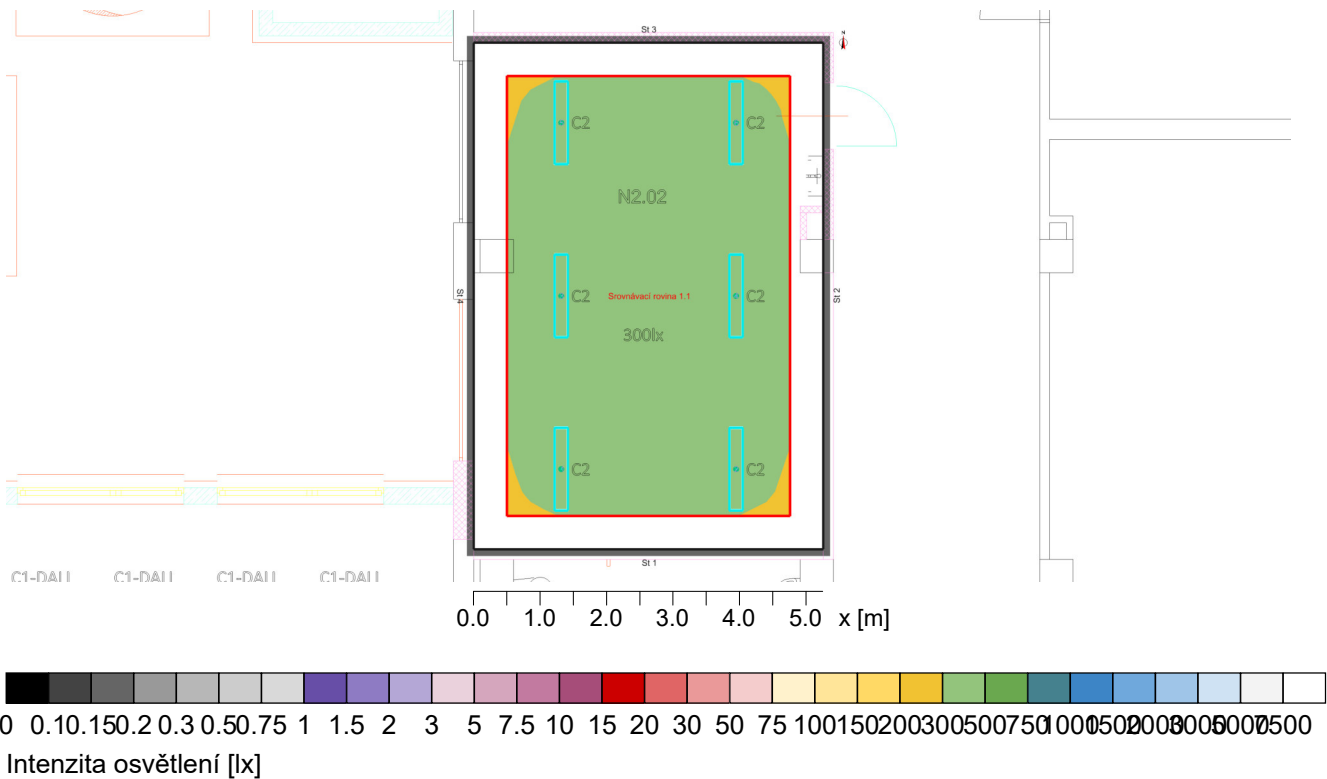 St 3
N
C2 C2
N2.02
C2 Srovnávací rovina 1.1 C2
St 4
St 2
300lx
C2 C2
St 1
C1-DALI C1-DALI C1-DALI C1-DALI
0.0 1.0 2.0 3.0 4.0 5.0 x [m]
0 0.1 0.15 0.2 0.3 0.5 0.75 1 1.5 2 3 5 7.5 10 15 20 30 50 75 100 150 200 300 500 750 1000 1500 2000 3000 5000 7500
Intenzita osvětlení [lx]